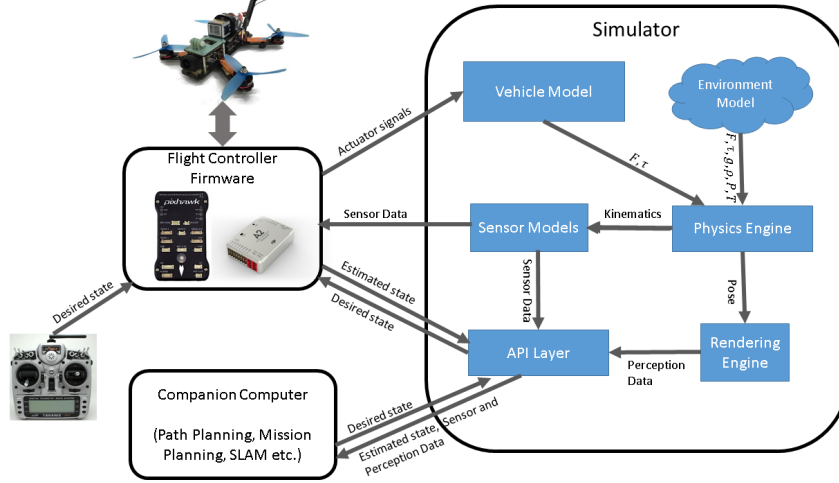 Simulator
Vehicle Model
Environment
Model
Actuator signals
F, τ
F, τ, g, ρ, P, T
Flight Controller
Firmware
pixhawk
A2
Sensor Data
Sensor Models
Kinematics
Physics Engine
Estimated state
Desired state
Sensor Data
Pose
Desired state
API Layer
Perception
Data
Rendering
Engine
Companion Computer
(Path Planning, Mission
Planning, SLAM etc.)
Desired state
Estimated state, Sensor and
Perception Data